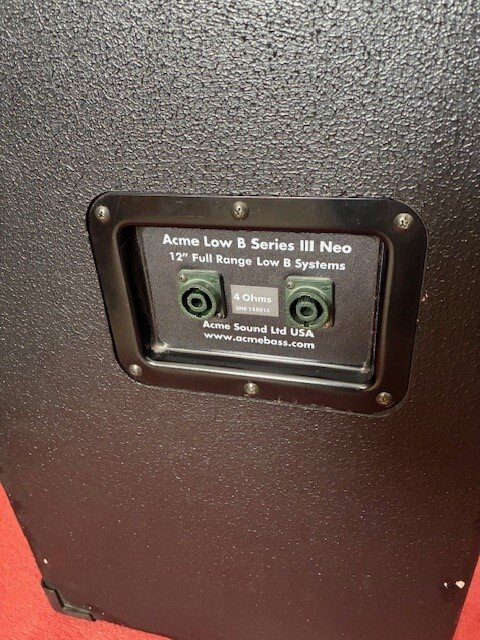 Acme Low B Series III Neo
12" Full Range Low B Systems
4 Ohms
Acme Sound Ltd USA
www.acmebass.com